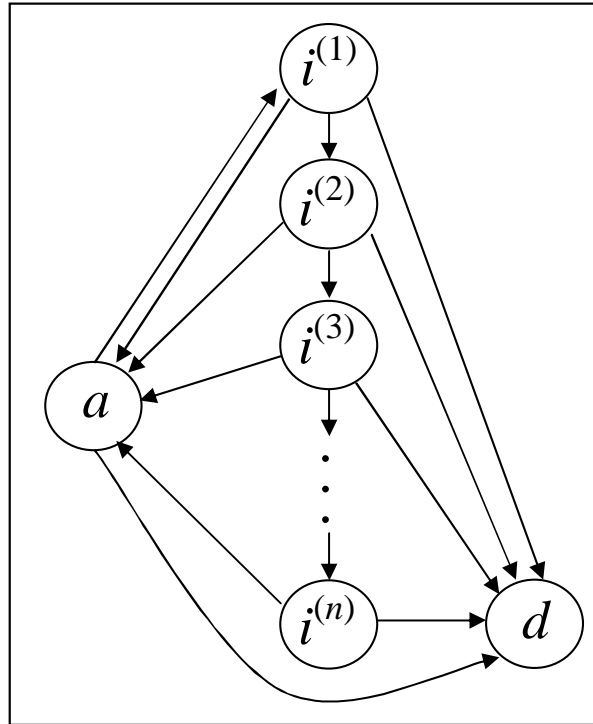 i^(1)
i^(2)
i^(3)
a
.
.
.
i^(n)
d